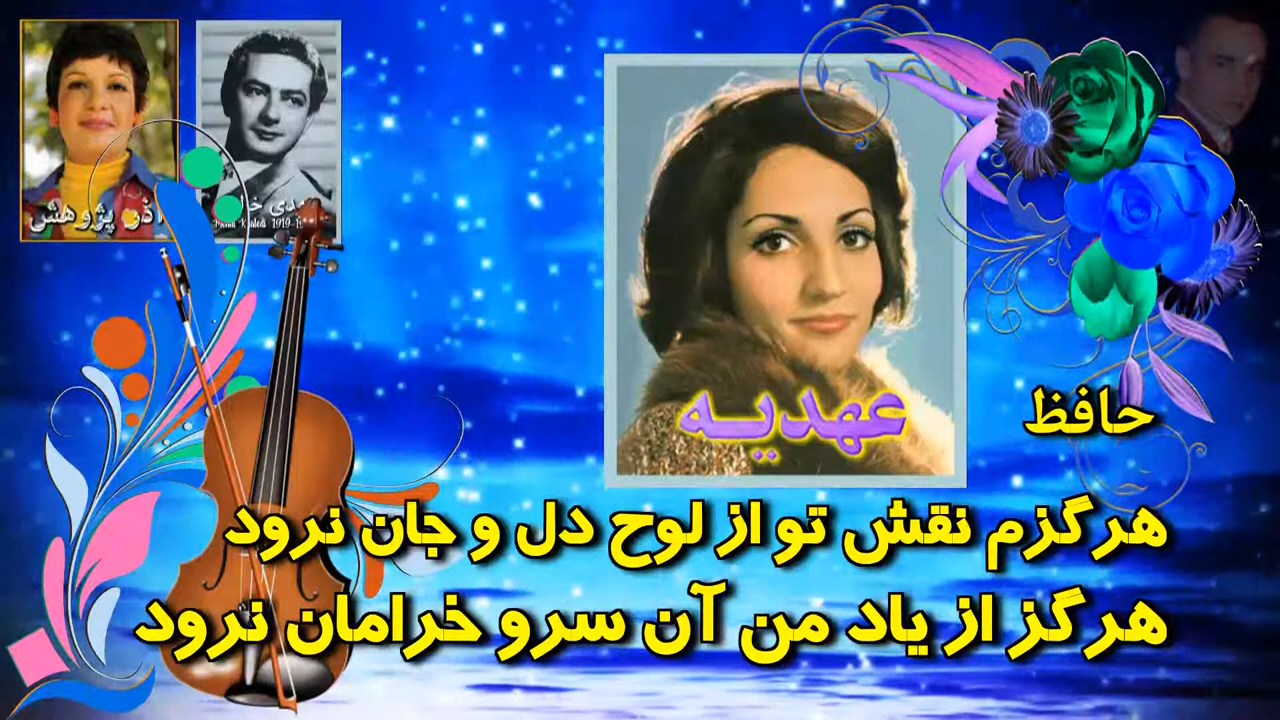 آذر پژوهش
عهدیه
حافظ
هرگزم نقش تو از لوح دل و جان نرود
هرگز از یاد من آن سرو خرامان نرود